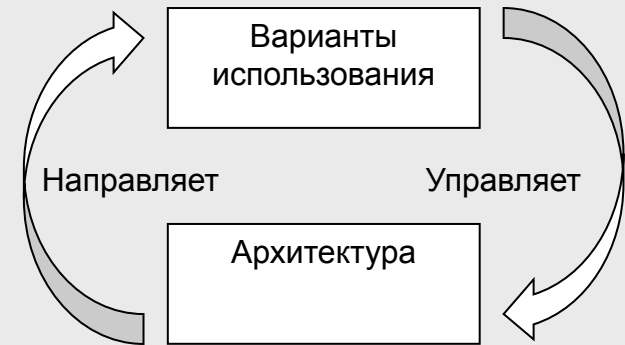 Варианты
использования
Направляет
Управляет
Архитектура